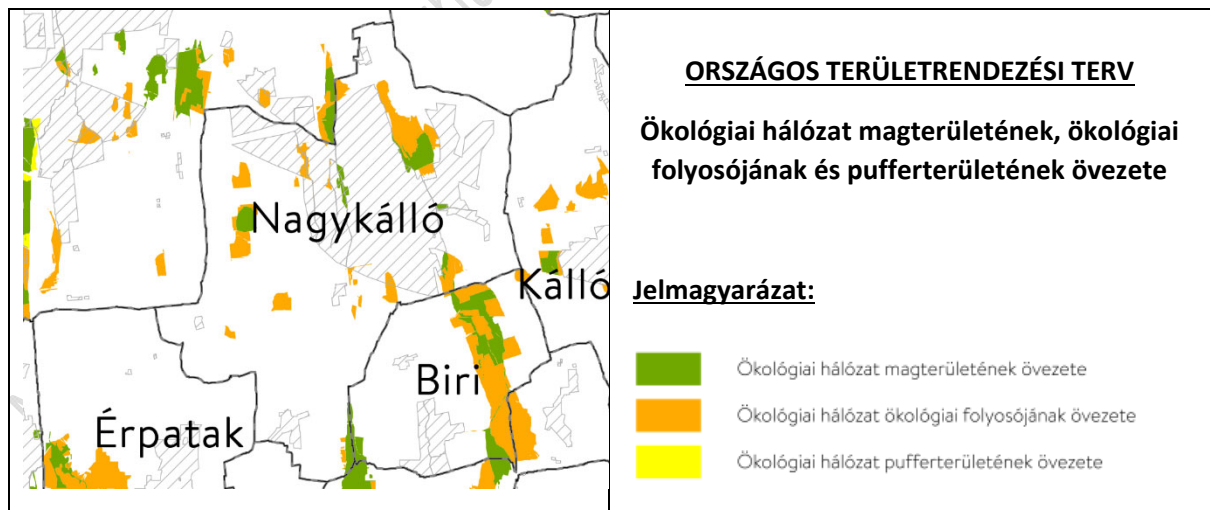 Nagykálló
Kálló
Biri
Érpatak
ORSZÁGOS TERÜLETRENDEZÉSI TERV
Ökológiai hálózat magterületének, ökológiai
folyosójának és pufferterületének övezete
Jelmagyarázat:
Ökológiai hálózat magterületének övezete
Ökológiai hálózat ökológiai folyosójának övezete
Ökológiai hálózat pufferterületének övezete